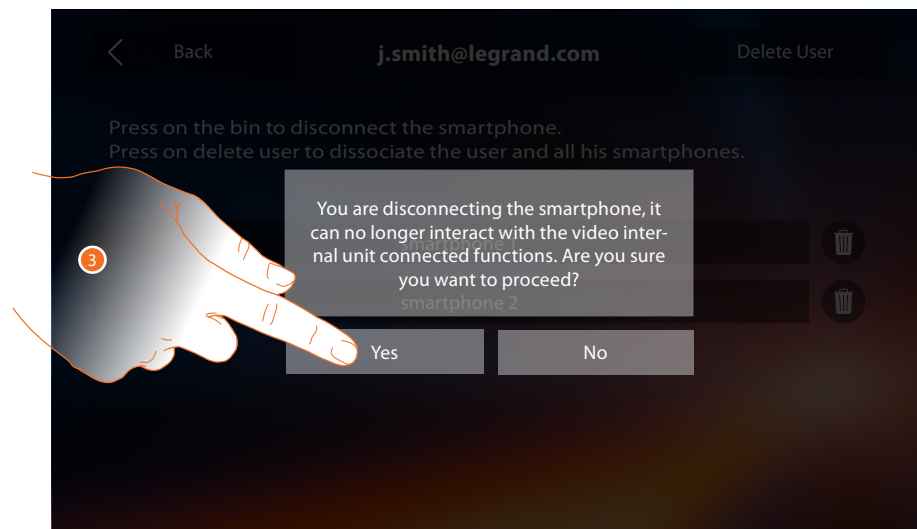 Back
j.smith@legrand.com
Delete User
Press on the bin to disconnect the smartphone.
Press on delete user to dissociate the user and all his smartphones.
You are disconnecting the smartphone, it
can no longer interact with the video inter-
nal unit connected functions. Are you sure
you want to proceed?
smartphone 1
smartphone 2
3
Yes
No